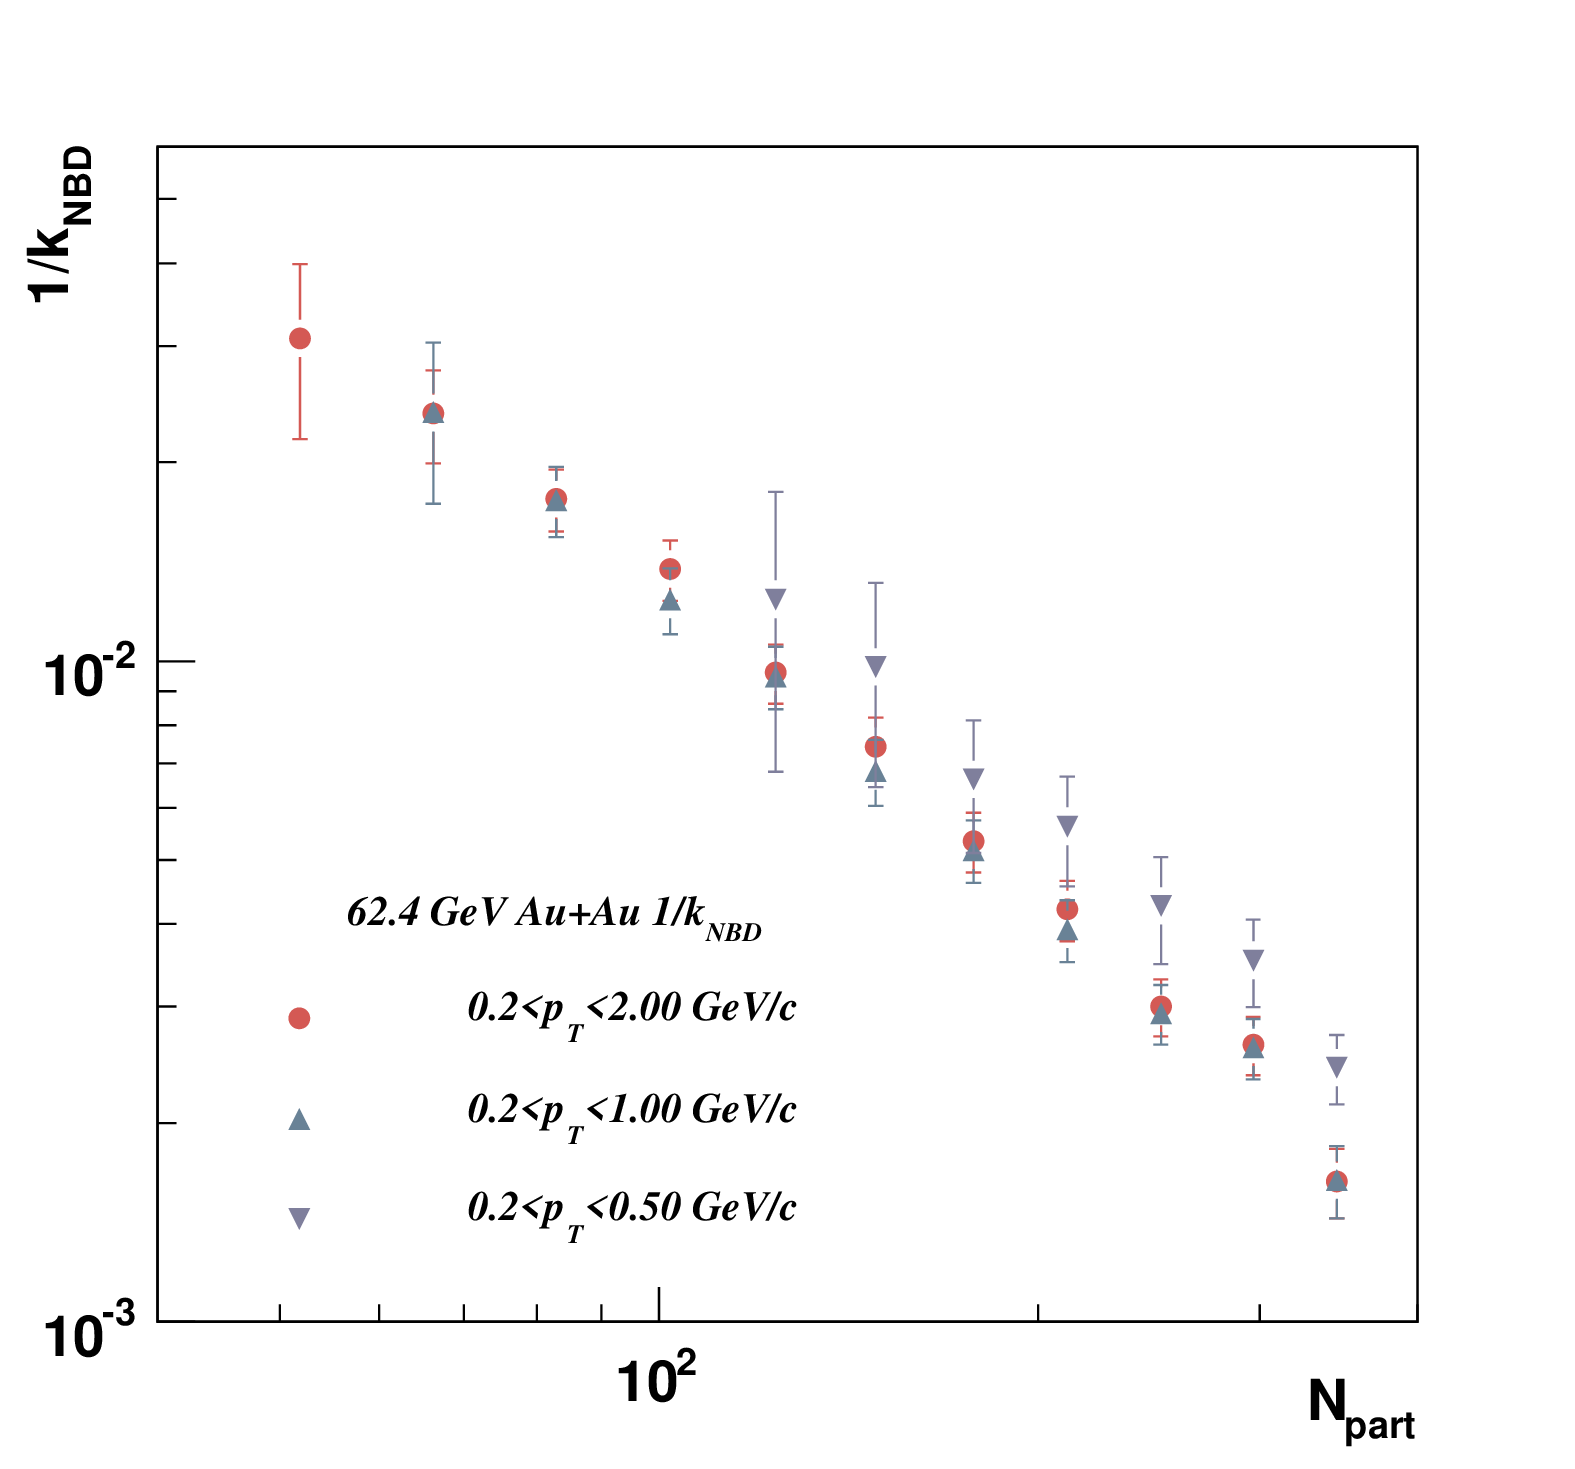 1/k_NBD
10^-2
62.4 GeV Au+Au 1/k_NBD
0.2<p_T<2.00 GeV/c
0.2<p_T<1.00 GeV/c
0.2<p_T<0.50 GeV/c
10^-3
10^2
N_part